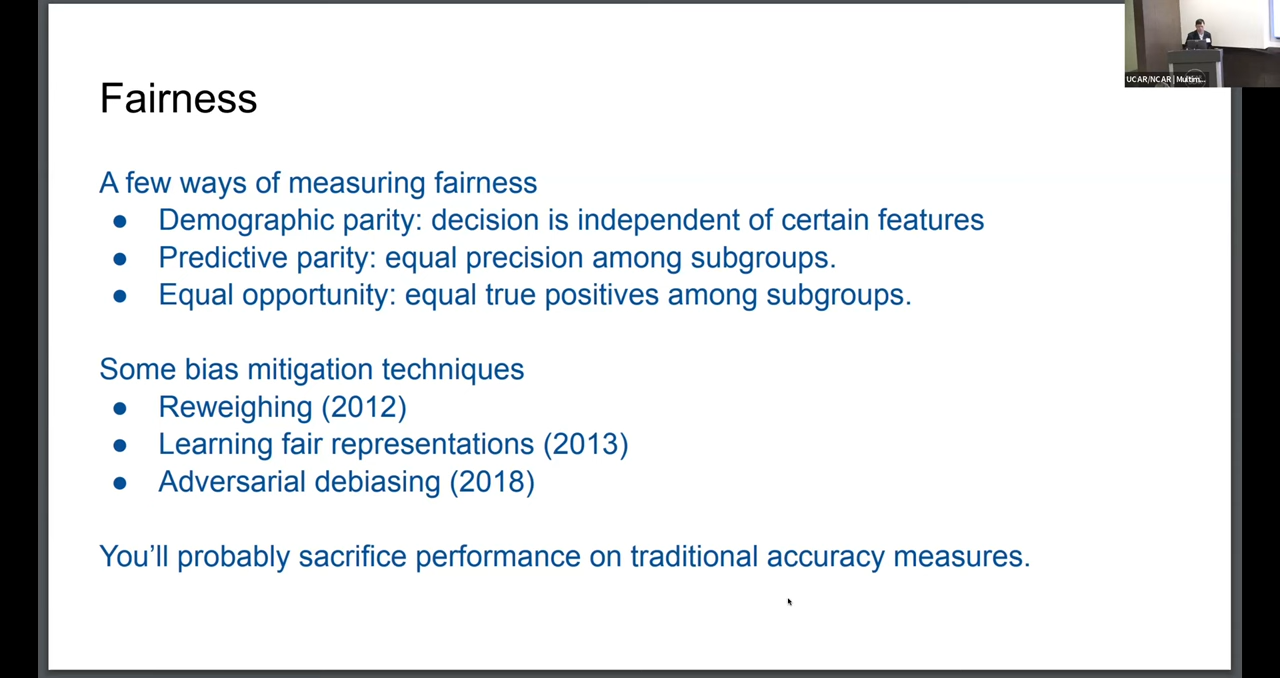 Fairness
A few ways of measuring fairness
● Demographic parity: decision is independent of certain features
● Predictive parity: equal precision among subgroups.
● Equal opportunity: equal true positives among subgroups.
Some bias mitigation techniques
● Reweighing (2012)
● Learning fair representations (2013)
● Adversarial debiasing (2018)
You’ll probably sacrifice performance on traditional accuracy measures.
UCAR/NCAR | Multim...